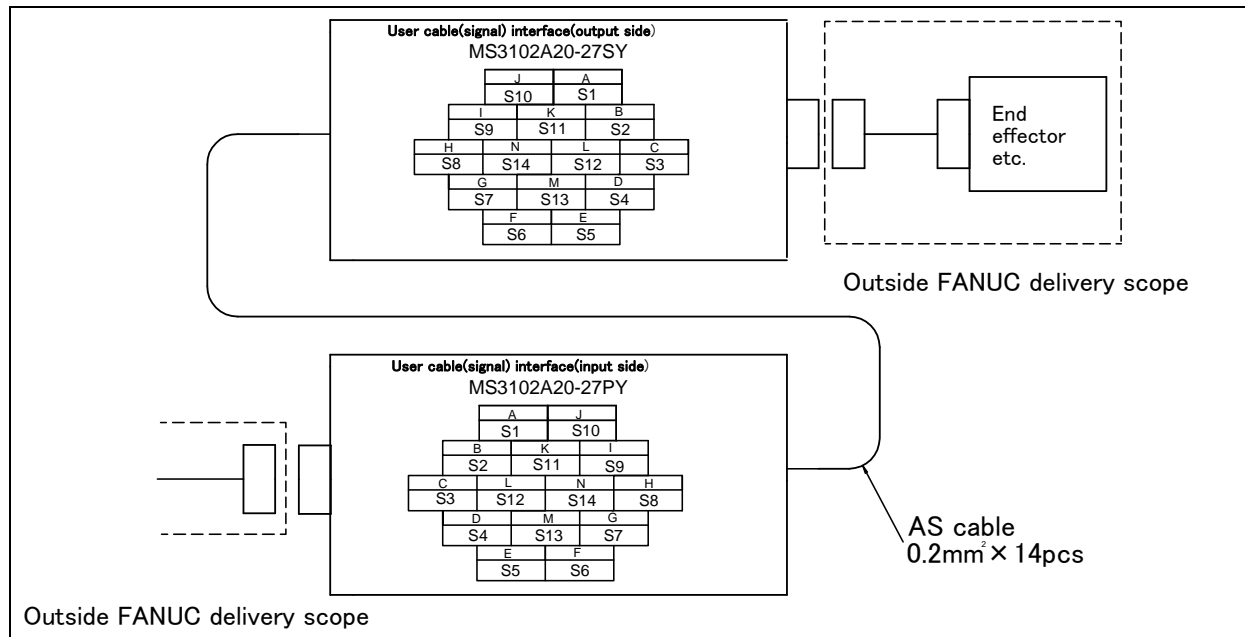 User cable(signal) interface(output side)
MS3102A20-27SY
J A
S10 S1
I K B
S9 S11 S2
H N L C
S8 S14 S12 S3
G M D
S7 S13 S4
F E
S6 S5
End
effector
etc.
Outside FANUC delivery scope
User cable(signal) interface(input side)
MS3102A20-27PY
A J
S1 S10
B K I
S2 S11 S9
C L N H
S3 S12 S14 S8
D M G
S4 S13 S7
E F
S5 S6
AS cable
0.2mm²×14pcs
Outside FANUC delivery scope